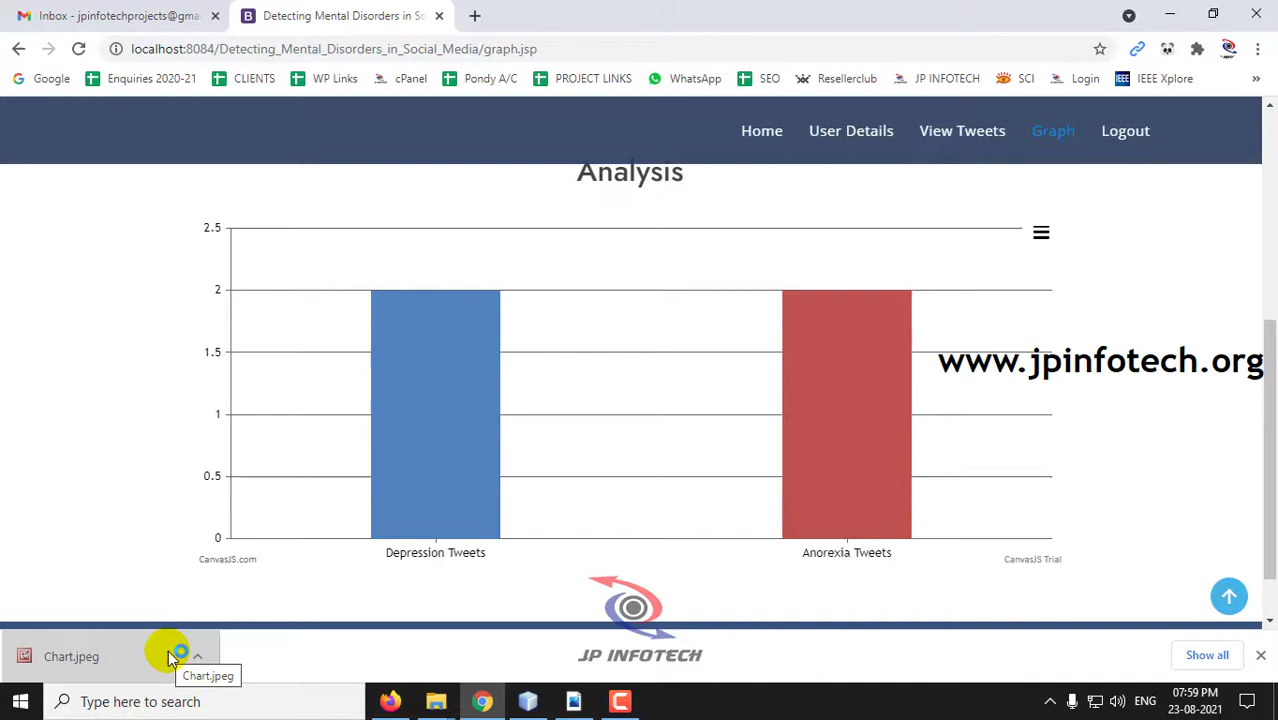 Inbox - jpinfotechprojects@gma
Detecting Mental Disorders in So
localhost:8084/Detecting_Mental_Disorders_in_Social_Media/graph.jsp
Google
Enquiries 2020-21
CLIENTS
WP Links
cPanel
Pondy A/C
PROJECT LINKS
WhatsApp
SEO
Resellerclub
JP INFOTECH
SCI
Login
IEEE Xplore
Home
User Details
View Tweets
Graph
Logout
Analysis
2.5
2
1.5
1
0.5
0
www.jpinfotech.org
Depression Tweets
Anorexia Tweets
CanvasJS.com
CanvasJS Trial
JP INFOTECH
Chart.jpeg
Chart.jpeg
Show all
Type here to search
ENG
07:59 PM
23-08-2021